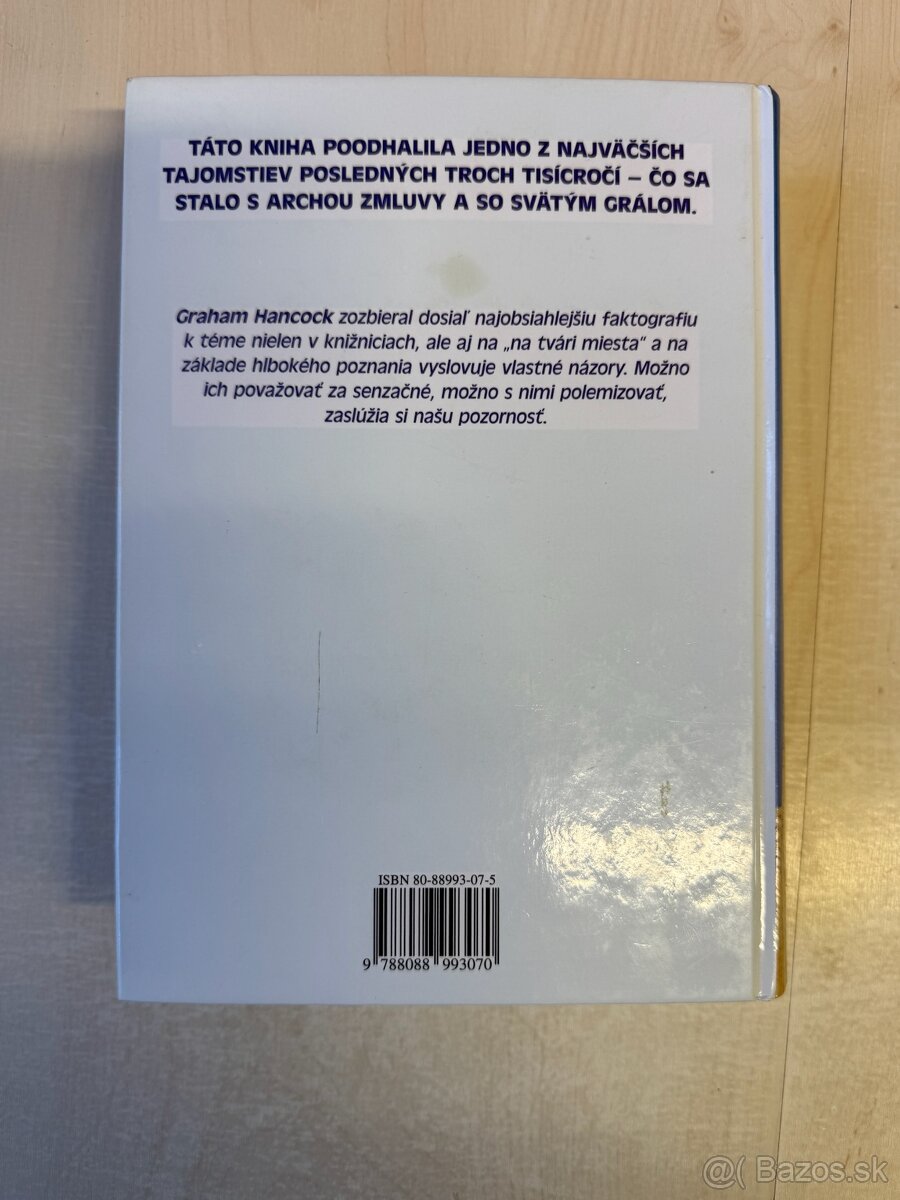 TÁTO KNIHA POODHALILA JEDNO Z NAJVÄČŠÍCH
TAJOMSTIEV POSLEDNÝCH TROCH TISÍCROČÍ – ČO SA
STALO S ARCHOU ZMLUVY A SO SVÄTÝM GRÁLOM.
Graham Hancock zozbieral dosiaľ najobsiahlejšiu faktografiu
k téme nielen v knižniciach, ale aj na „na tvári miesta“ a na
základe hlbokého poznania vyslovuje vlastné názory. Možno
ich považovať za senzačné, možno s nimi polemizovať,
zaslúžia si našu pozornosť.
ISBN 80-88993-07-5
9 788088 993070
@( Bazos.sk